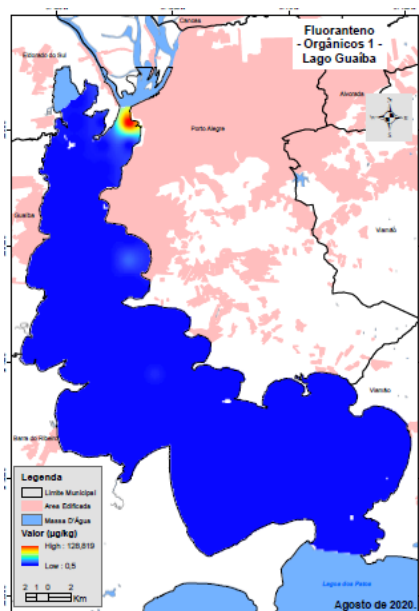 Fluoranteno
- Orgânicos 1 -
Lago Guaíba
Canoas
Eldorado do Sul
Alvorada
Porto Alegre
Guaíba
Viamão
Viamão
Barra do Ribeiro
Legenda
Limite Municipal
Area Edificada
Massa D'Água
Valor (µg/kg)
High : 128,819
Low : 0,5
2 1 0 2
Km
Lagoa dos Patos
Agosto de 2020